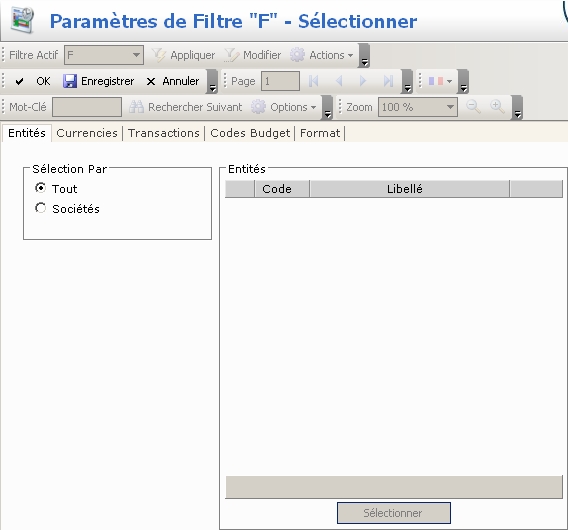 Paramètres de Filtre "F" - Sélectionner
Filtre Actif F Appliquer Modifier Actions
OK Enregistrer Annuler Page 1
Mot-Clé Rechercher Suivant Options Zoom 100 %
Entités Currencies Transactions Codes Budget Format
Sélection Par
Tout
Sociétés
Entités
Code Libellé
Sélectionner